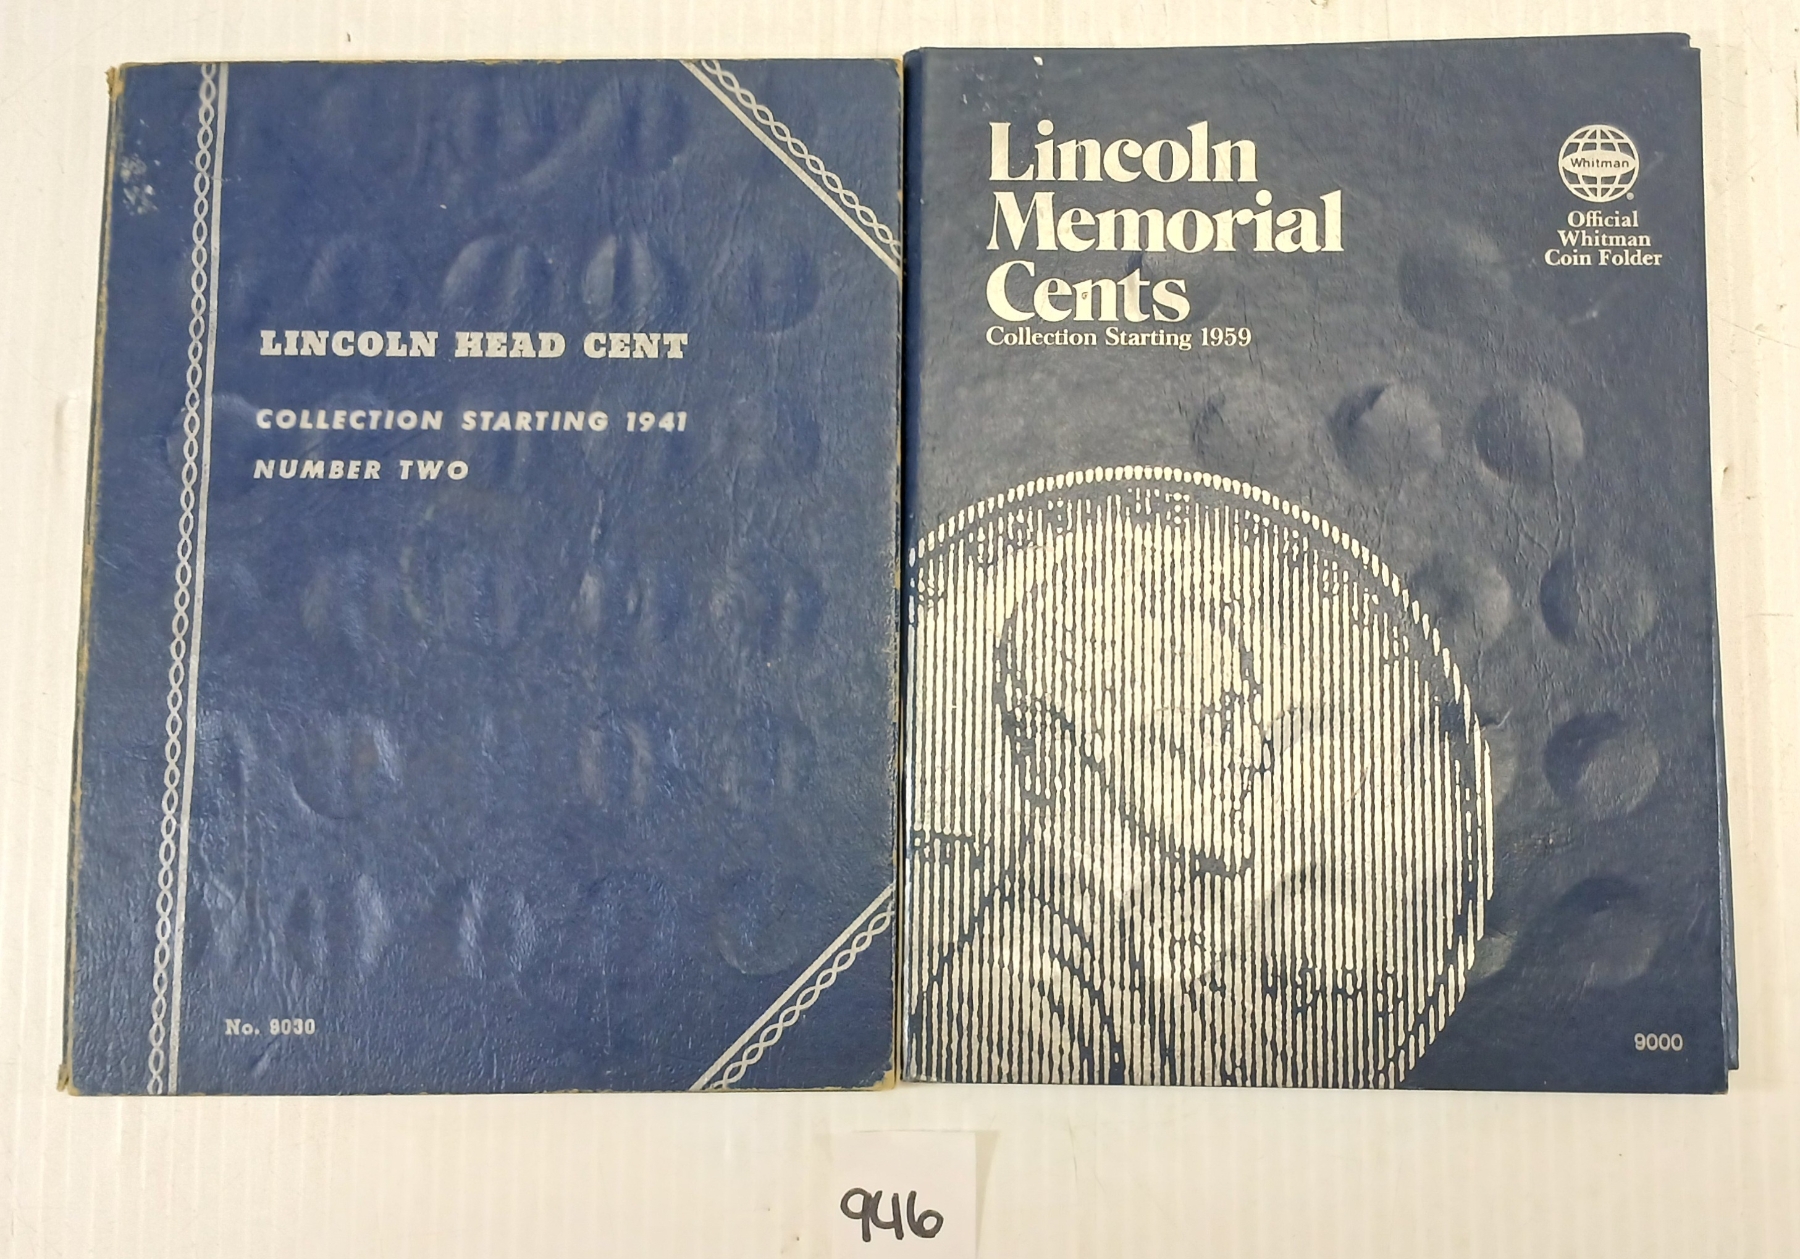 LINCOLN HEAD CENT
COLLECTION STARTING 1941
NUMBER TWO
No. 9030
Lincoln
Memorial
Cents
Collection Starting 1959
Whitman
Official
Whitman
Coin Folder
9000
946